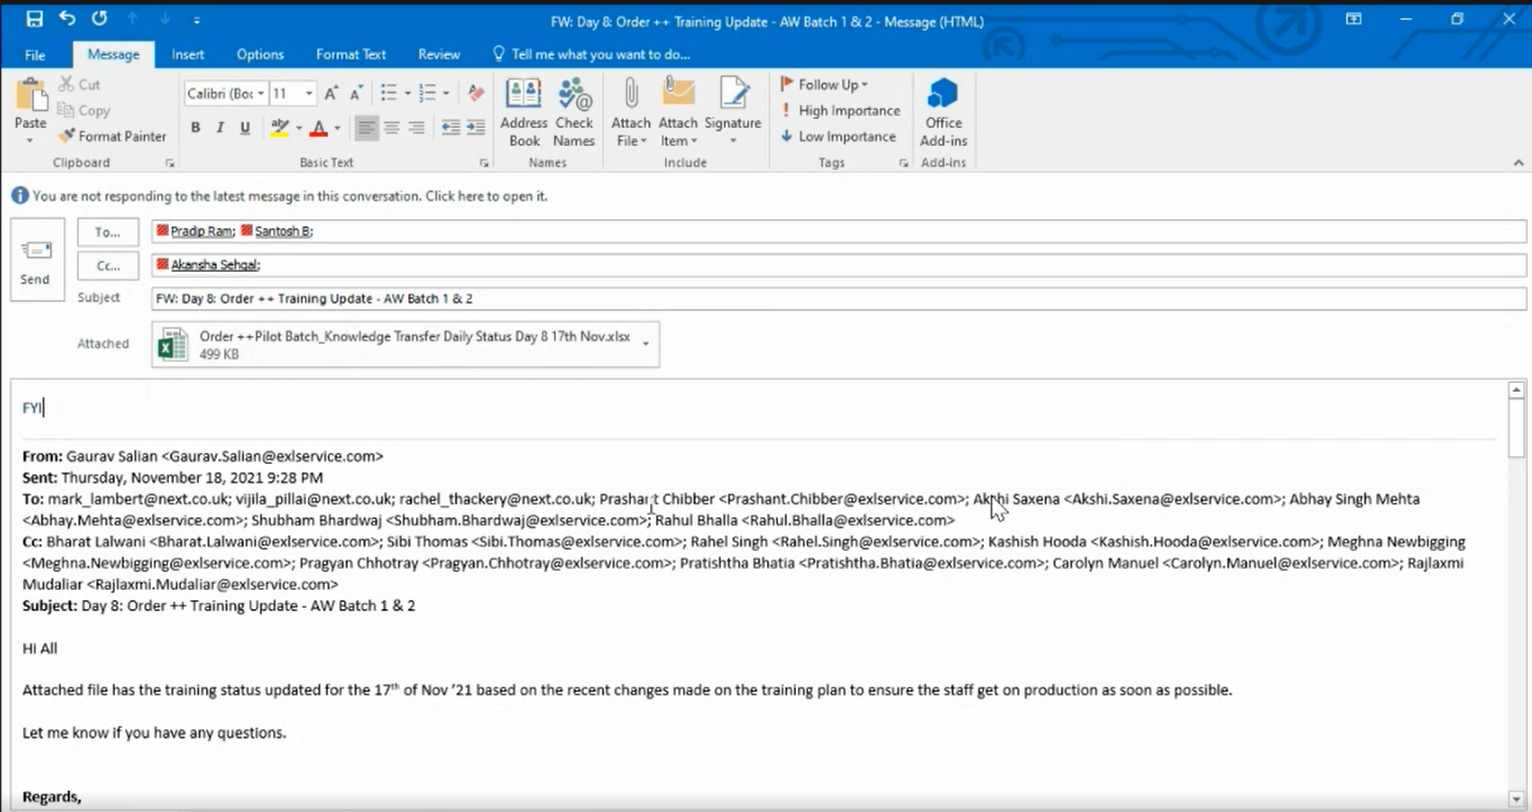 FW: Day 8: Order ++ Training Update - AW Batch 1 & 2 - Message (HTML)
File Message Insert Options Format Text Review Tell me what you want to do...
Paste
Cut
Copy
Format Painter
Clipboard
Calibri (Boc 11
B I U
Basic Text
Address Book
Check Names
Names
Attach File
Attach Item
Signature
Include
Follow Up
High Importance
Low Importance
Tags
Office Add-ins
Add-ins
You are not responding to the latest message in this conversation. Click here to open it.
Send
To... Pradip Ram; Santosh B;
Cc... Akansha Sehgal;
Subject FW: Day 8: Order ++ Training Update - AW Batch 1 & 2
Attached Order ++Pilot Batch_Knowledge Transfer Daily Status Day 8 17th Nov.xlsx
499 KB
FYI
From: Gaurav Salian <Gaurav.Salian@exlservice.com>
Sent: Thursday, November 18, 2021 9:28 PM
To: mark_lambert@next.co.uk; vijila_pillai@next.co.uk; rachel_thackery@next.co.uk; Prashant Chibber <Prashant.Chibber@exlservice.com>; Akshi Saxena <Akshi.Saxena@exlservice.com>; Abhay Singh Mehta
<Abhay.Mehta@exlservice.com>; Shubham Bhardwaj <Shubham.Bhardwaj@exlservice.com>; Rahul Bhalla <Rahul.Bhalla@exlservice.com>
Cc: Bharat Lalwani <Bharat.Lalwani@exlservice.com>; Sibi Thomas <Sibi.Thomas@exlservice.com>; Rahel Singh <Rahel.Singh@exlservice.com>; Kashish Hooda <Kashish.Hooda@exlservice.com>; Meghna Newbigging
<Meghna.Newbigging@exlservice.com>; Pragyan Chhotray <Pragyan.Chhotray@exlservice.com>; Pratishtha Bhatia <Pratishtha.Bhatia@exlservice.com>; Carolyn Manuel <Carolyn.Manuel@exlservice.com>; Rajlaxmi
Mudaliar <Rajlaxmi.Mudaliar@exlservice.com>
Subject: Day 8: Order ++ Training Update - AW Batch 1 & 2
Hi All
Attached file has the training status updated for the 17th of Nov '21 based on the recent changes made on the training plan to ensure the staff get on production as soon as possible.
Let me know if you have any questions.
Regards,